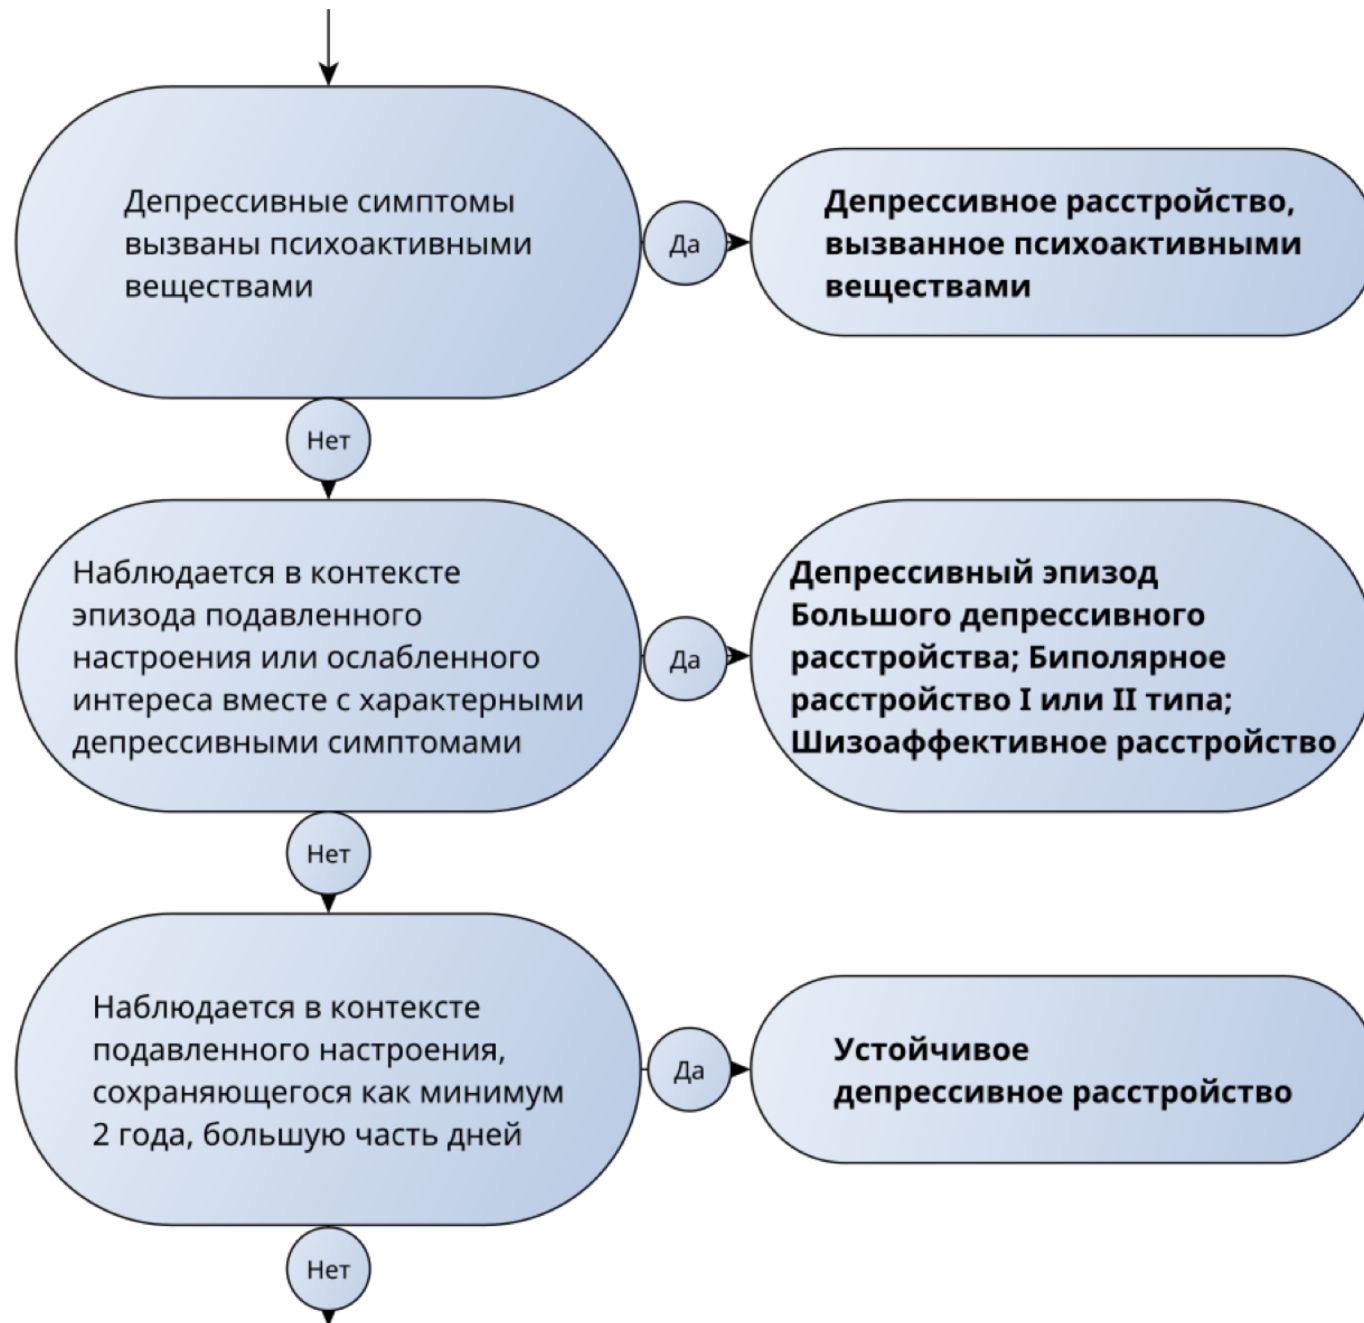 Депрессивные симптомы
вызваны психоактивными
веществами
Да
Депрессивное расстройство,
вызванное психоактивными
веществами
Нет
Наблюдается в контексте
эпизода подавленного
настроения или ослабленного
интереса вместе с характерными
депрессивными симптомами
Да
Депрессивный эпизод
Большого депрессивного
расстройства; Биполярное
расстройство I или II типа;
Шизоаффективное расстройство
Нет
Наблюдается в контексте
подавленного настроения,
сохраняющегося как минимум
2 года, большую часть дней
Да
Устойчивое
депрессивное расстройство
Нет